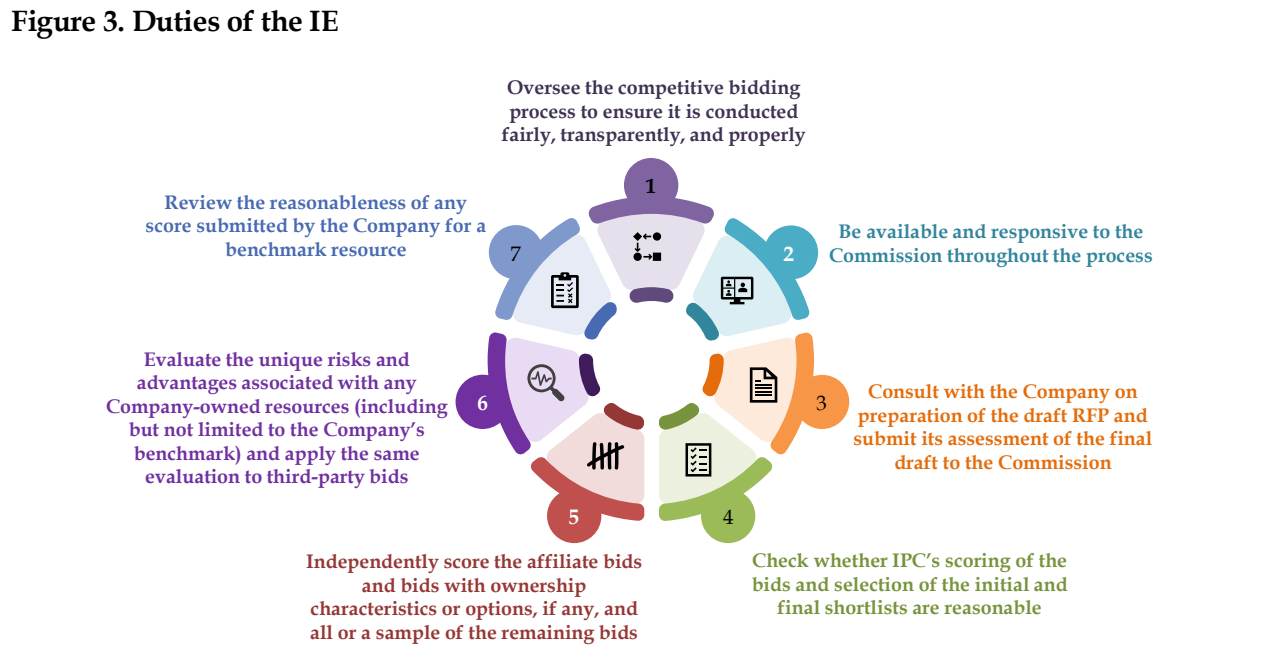 Figure 3. Duties of the IE
Oversee the competitive bidding
process to ensure it is conducted
fairly, transparently, and properly
1
Be available and responsive to the
Commission throughout the process
2
Consult with the Company on
preparation of the draft RFP and
submit its assessment of the final
draft to the Commission
3
Check whether IPC's scoring of the
bids and selection of the initial and
final shortlists are reasonable
4
Independently score the affiliate bids
and bids with ownership
characteristics or options, if any, and
all or a sample of the remaining bids
5
Evaluate the unique risks and
advantages associated with any
Company-owned resources (including
but not limited to the Company's
benchmark) and apply the same
evaluation to third-party bids
6
Review the reasonableness of any
score submitted by the Company for a
benchmark resource
7